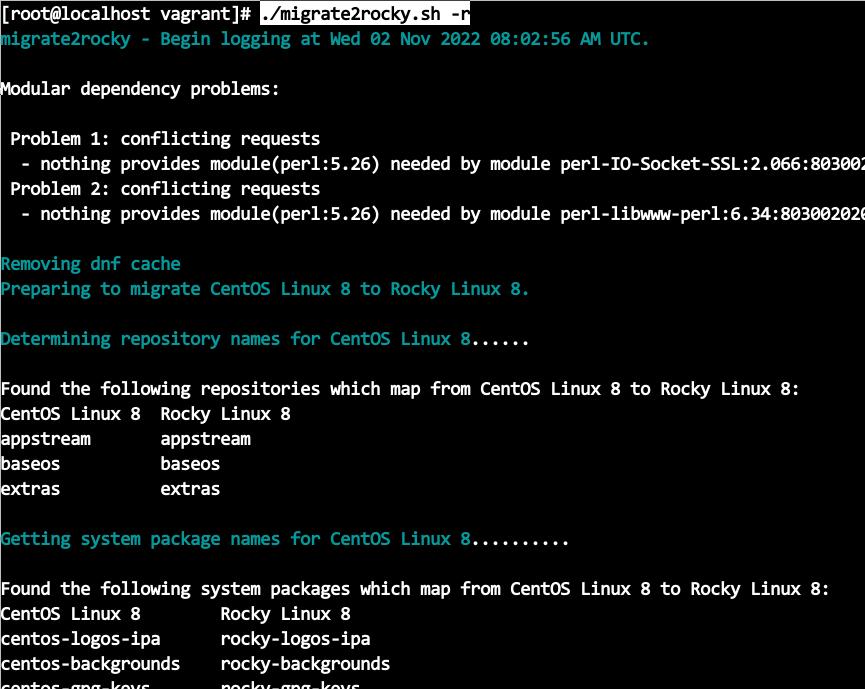 [root@localhost vagrant]# ./migrate2rocky.sh -r
migrate2rocky - Begin logging at Wed 02 Nov 2022 08:02:56 AM UTC.
Modular dependency problems:
Problem 1: conflicting requests
- nothing provides module(perl:5.26) needed by module perl-IO-Socket-SSL:2.066:803002
Problem 2: conflicting requests
- nothing provides module(perl:5.26) needed by module perl-libwww-perl:6.34:803002020
Removing dnf cache
Preparing to migrate CentOS Linux 8 to Rocky Linux 8.
Determining repository names for CentOS Linux 8......
Found the following repositories which map from CentOS Linux 8 to Rocky Linux 8:
CentOS Linux 8  Rocky Linux 8
appstream       appstream
baseos          baseos
extras          extras
Getting system package names for CentOS Linux 8..........
Found the following system packages which map from CentOS Linux 8 to Rocky Linux 8:
CentOS Linux 8        Rocky Linux 8
centos-logos-ipa      rocky-logos-ipa
centos-backgrounds    rocky-backgrounds
centos-gpg-keys       rocky-gpg-keys